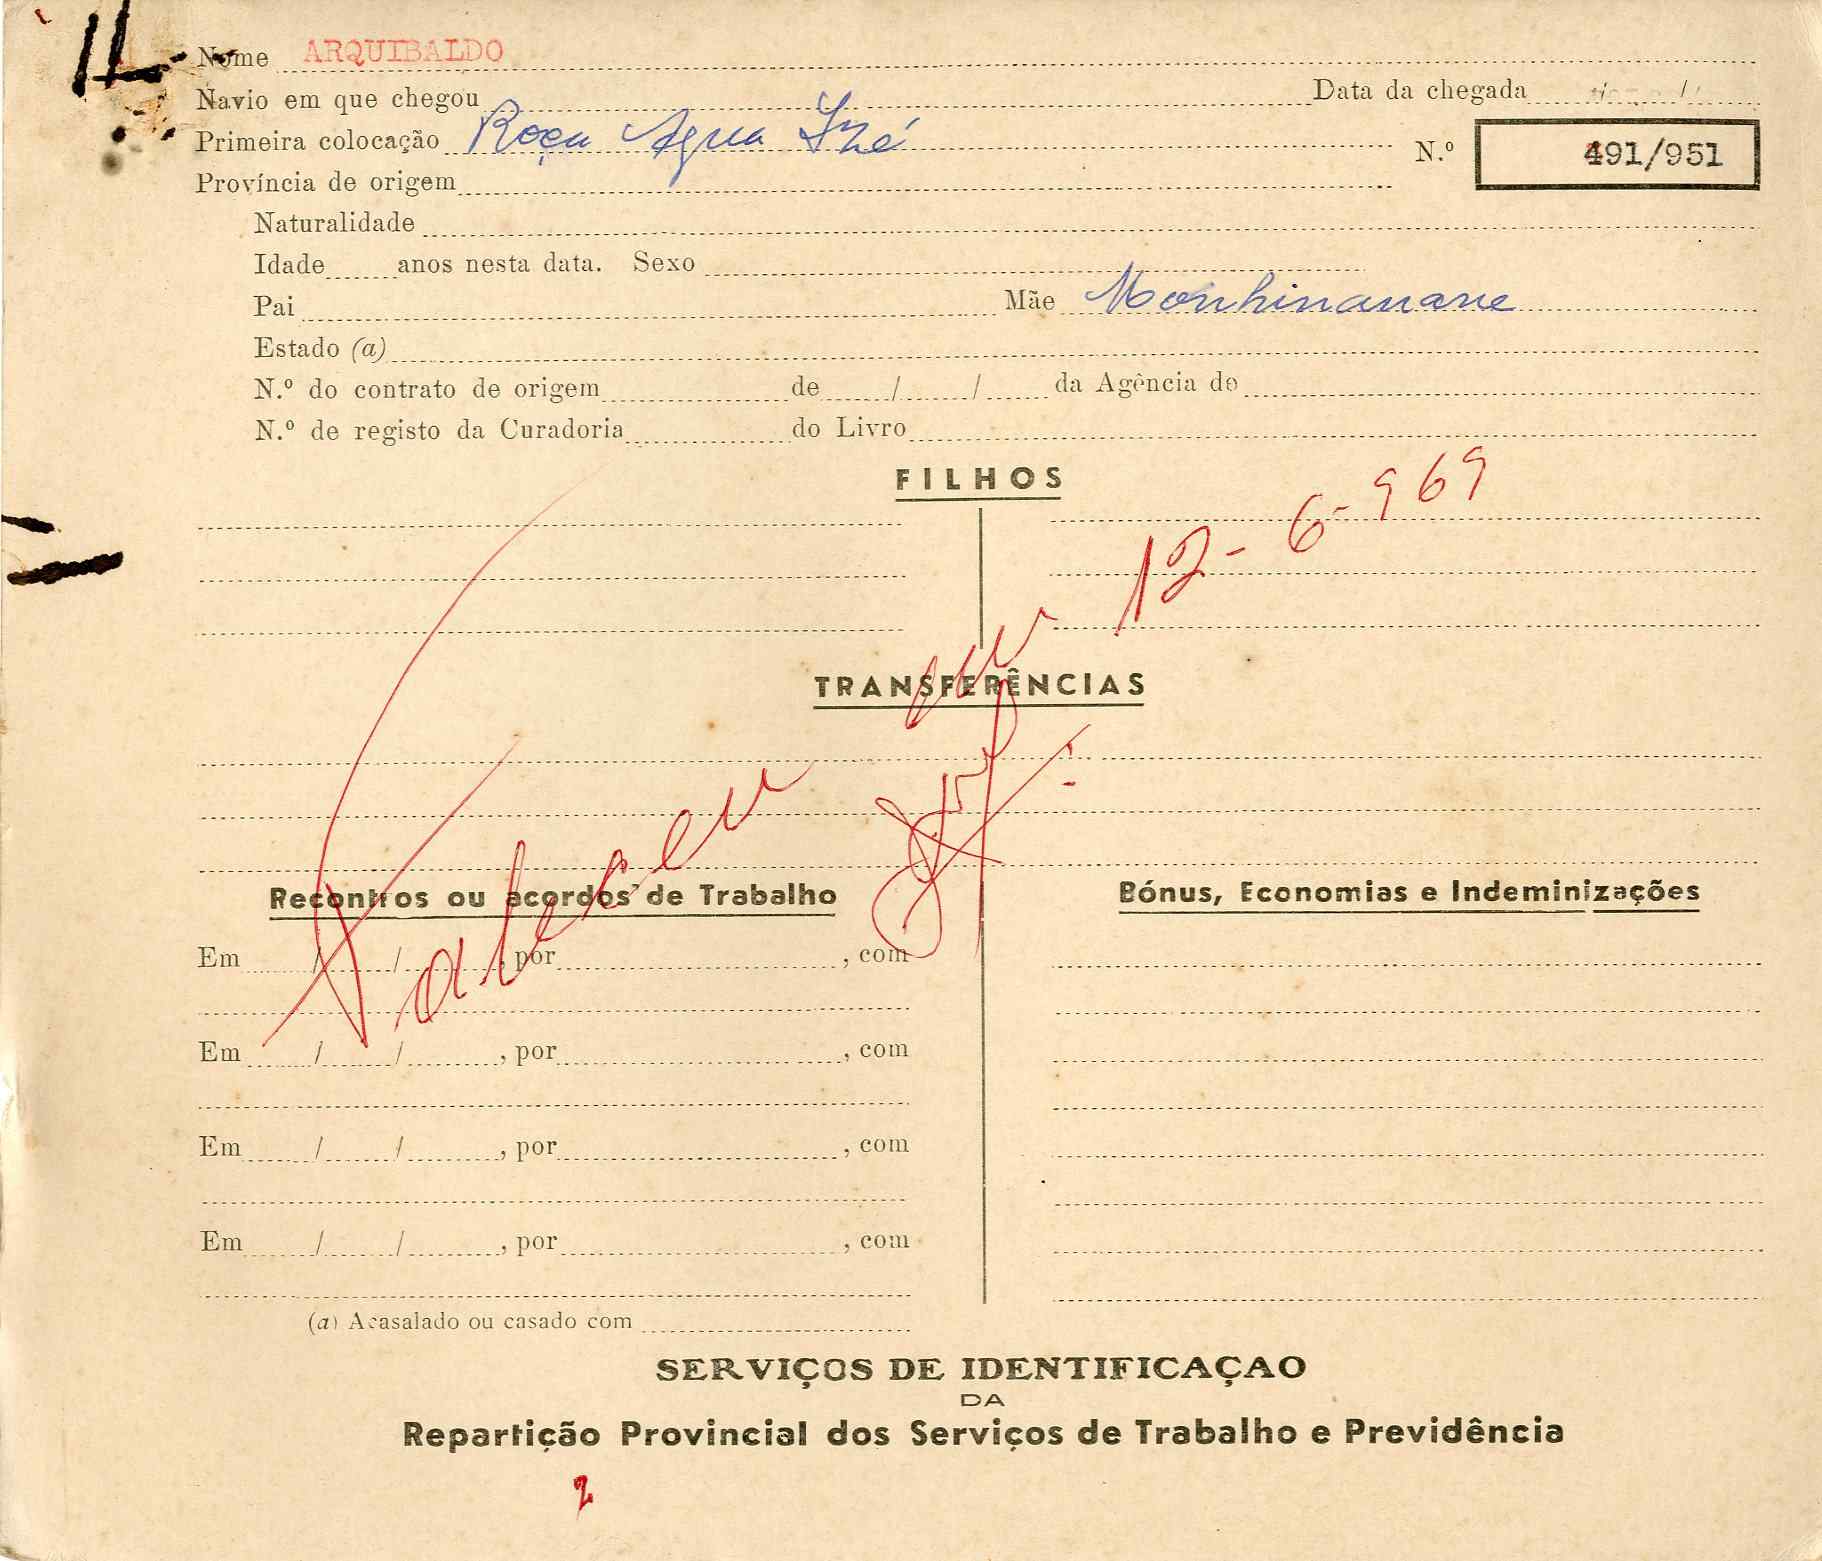 Nome ARQUIBALDO
Navio em que chegou Data da chegada
Primeira colocação Roça Agua Izé N.º 491/951
Província de origem
Naturalidade
Idade anos nesta data. Sexo
Pai Mãe Monhinanane
Estado (a)
N.º do contrato de origem de / / da Agência de
N.º de registo da Curadoria do Livro
FILHOS
TRANSFERÊNCIAS
Faleceu em 12-6-969
Recontros ou acordos de Trabalho Bónus, Economias e Indeminizações
Em / / , por , com
Em / / , por , com
Em / / , por , com
Em / / , por , com
(a) Acasalado ou casado com
SERVIÇOS DE IDENTIFICAÇAO
DA
Repartição Provincial dos Serviços de Trabalho e Previdência
2